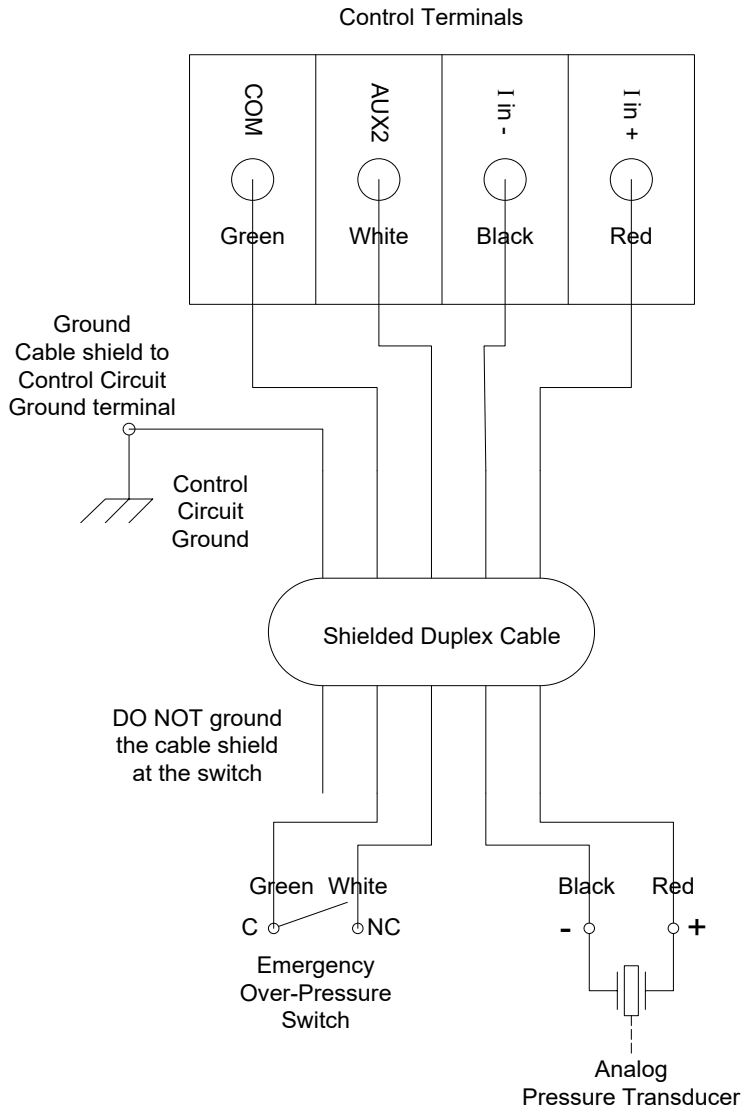 Control Terminals
COM
AUX2
I in -
I in +
Green
White
Black
Red
Ground
Cable shield to
Control Circuit
Ground terminal
Control
Circuit
Ground
Shielded Duplex Cable
DO NOT ground
the cable shield
at the switch
Green White
Black Red
C NC
- +
Emergency
Over-Pressure
Switch
Analog
Pressure Transducer